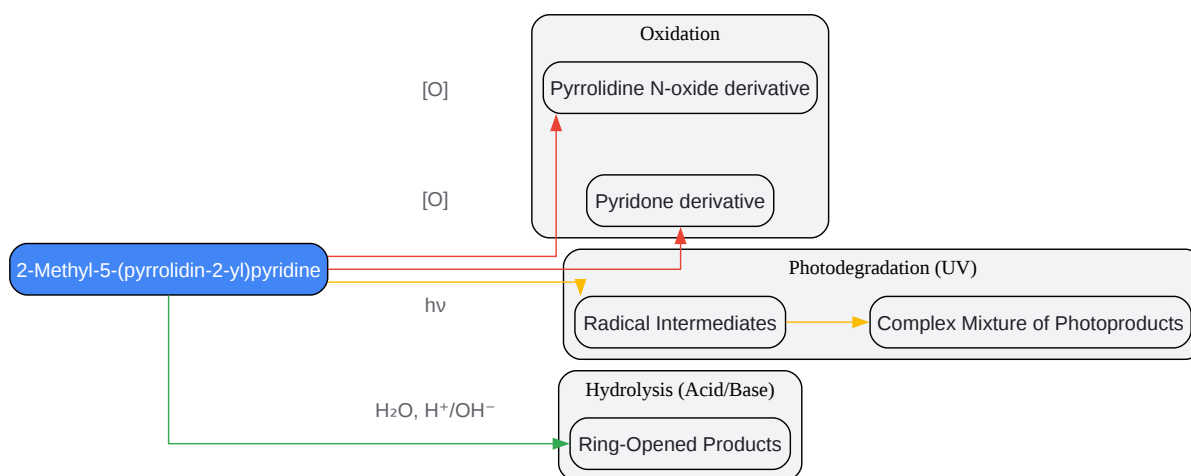 Oxidation
[O]
Pyrrolidine N-oxide derivative
[O]
Pyridone derivative
2-Methyl-5-(pyrrolidin-2-yl)pyridine
Photodegradation (UV)
hν
Radical Intermediates
Complex Mixture of Photoproducts
Hydrolysis (Acid/Base)
H₂O, H⁺/OH⁻
Ring-Opened Products